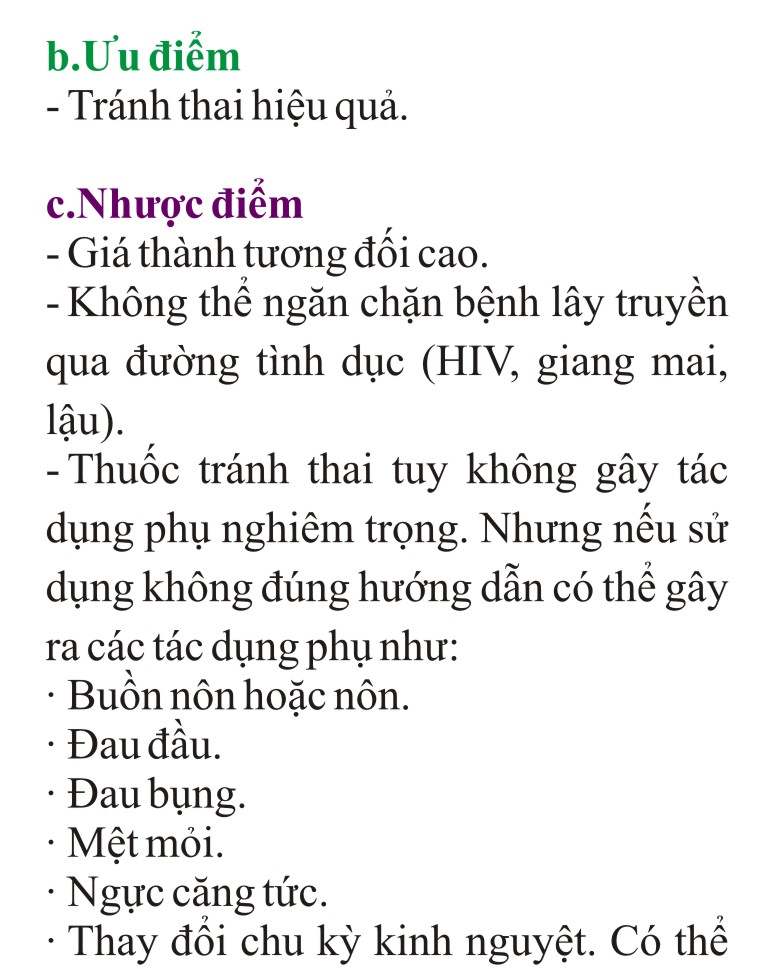 b.Ưu điểm
- Tránh thai hiệu quả.
c.Nhược điểm
- Giá thành tương đối cao.
- Không thể ngăn chặn bệnh lây truyền
qua đường tình dục (HIV, giang mai,
lậu).
- Thuốc tránh thai tuy không gây tác
dụng phụ nghiêm trọng. Nhưng nếu sử
dụng không đúng hướng dẫn có thể gây
ra các tác dụng phụ như:
· Buồn nôn hoặc nôn.
· Đau đầu.
· Đau bụng.
· Mệt mỏi.
· Ngực căng tức.
· Thay đổi chu kỳ kinh nguyệt. Có thể